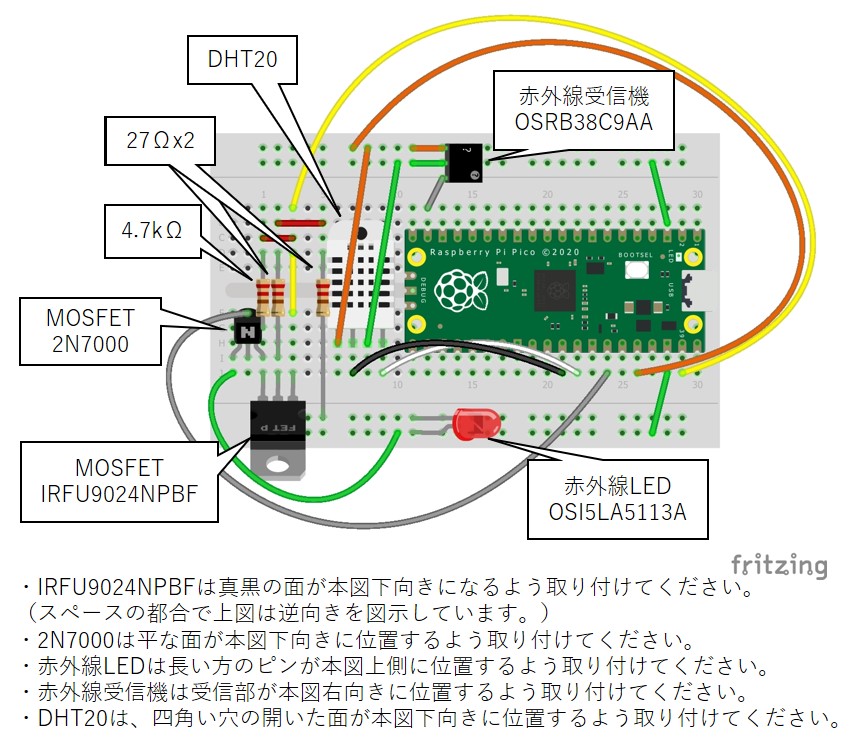 DHT20
赤外線受信機
OSRB38C9AA
27Ωx2
4.7kΩ
MOSFET
2N7000
MOSFET
IRFU9024NPBF
赤外線LED
OSI5LA5113A
Raspberry Pi Pico ©2020
BOOTSEL
DEBUG
LED
USB
FET P
1
10
15
20
25
30
10
15
20
25
30
fritzing
・IRFU9024NPBFは真黒の面が本図下向きになるよう取り付けてください。
（スペースの都合で上図は逆向きを図示しています。）
・2N7000は平な面が本図下向きに位置するよう取り付けてください。
・赤外線LEDは長い方のピンが本図上側に位置するよう取り付けてください。
・赤外線受信機は受信部が本図右向きに位置するよう取り付けてください。
・DHT20は、四角い穴の開いた面が本図下向きに位置するよう取り付けてください。